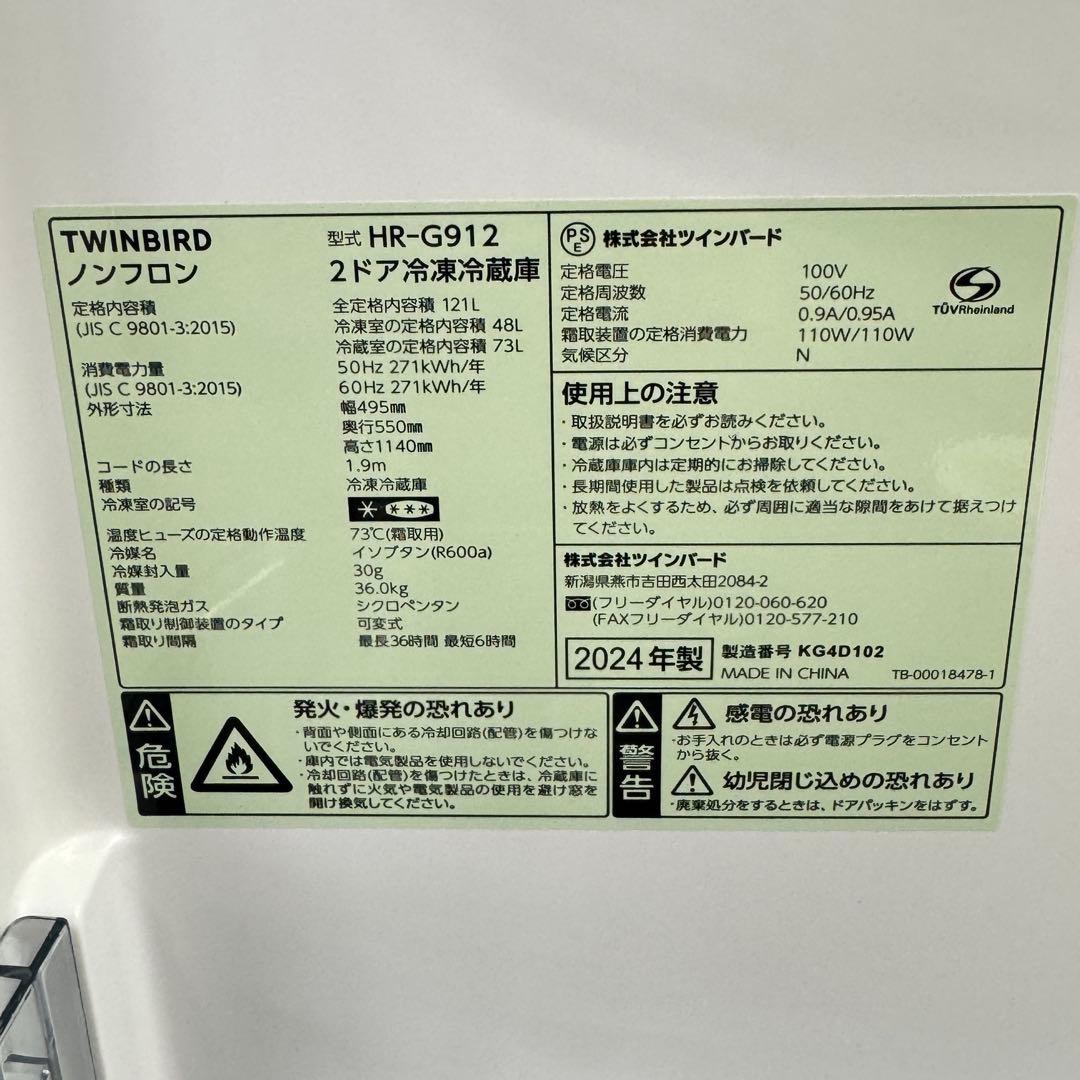 TWINBIRD
ノンフロン
型式 HR-G912
2ドア冷凍冷蔵庫
定格内容積
(JIS C 9801-3:2015)
全定格内容積 121L
冷凍室の定格内容積 48L
冷蔵室の定格内容積 73L
消費電力量
(JIS C 9801-3:2015)
50Hz 271kWh/年
60Hz 271kWh/年
外形寸法
幅495㎜
奥行550㎜
高さ1140㎜
コードの長さ 1.9m
種類 冷凍冷蔵庫
冷凍室の記号
温度ヒューズの定格動作温度 73℃(霜取用)
冷媒名 イソブタン(R600a)
冷媒封入量 30g
質量 36.0kg
断熱発泡ガス シクロペンタン
霜取り制御装置のタイプ 可変式
霜取り間隔 最長36時間 最短6時間
PSE 株式会社ツインバード
定格電圧 100V
定格周波数 50/60Hz
定格電流 0.9A/0.95A
霜取装置の定格消費電力 110W/110W
気候区分 N
TÜVRheinland
使用上の注意
・取扱説明書を必ずお読みください。
・電源は必ずコンセントからお取りください。
・冷蔵庫庫内は定期的にお掃除してください。
・長期間使用した製品は点検を依頼してください。
・放熱をよくするため、必ず周囲に適当な隙間をあけて据えつけ
てください。
株式会社ツインバード
新潟県燕市吉田西太田2084-2
(フリーダイヤル)0120-060-620
(FAXフリーダイヤル)0120-577-210
2024年製
製造番号 KG4D102
MADE IN CHINA
TB-00018478-1
危険
発火・爆発の恐れあり
・背面や側面にある冷却回路(配管)を傷つけな
いでください。
・庫内では電気製品を使用しないでください。
・冷却回路(配管)を傷つけたときは、冷蔵庫に
触れずに火気や電気製品の使用を避け窓を
開け換気してください。
警告
感電の恐れあり
・お手入れのときは必ず電源プラグをコンセント
から抜く。
幼児閉じ込めの恐れあり
・廃棄処分をするときは、ドアパッキンをはずす。